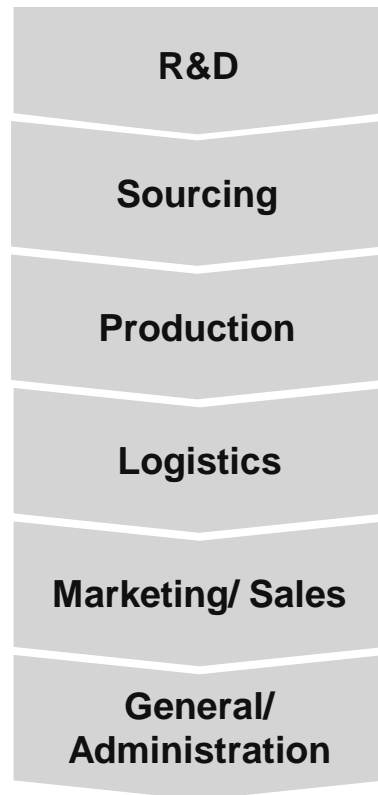 R&D
Sourcing
Production
Logistics
Marketing/ Sales
General/
Administration